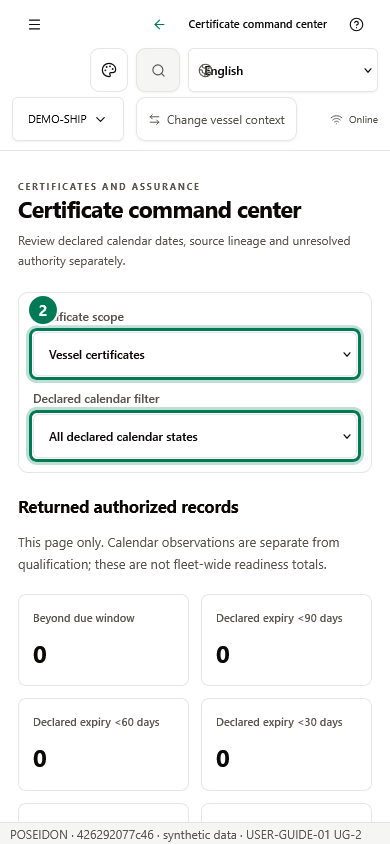 Certificate command center
English
DEMO-SHIP
Change vessel context
Online
CERTIFICATES AND ASSURANCE
Certificate command center
Review declared calendar dates, source lineage and unresolved
authority separately.
2
scope
Vessel certificates
Declared calendar filter
All declared calendar states
Returned authorized records
This page only. Calendar observations are separate from
qualification; these are not fleet-wide readiness totals.
Beyond due window
Declared expiry <90 days
0
0
Declared expiry <60 days
Declared expiry <30 days
0
0
POSEIDON · 426292077c46 · synthetic data · USER-GUIDE-01 UG-2